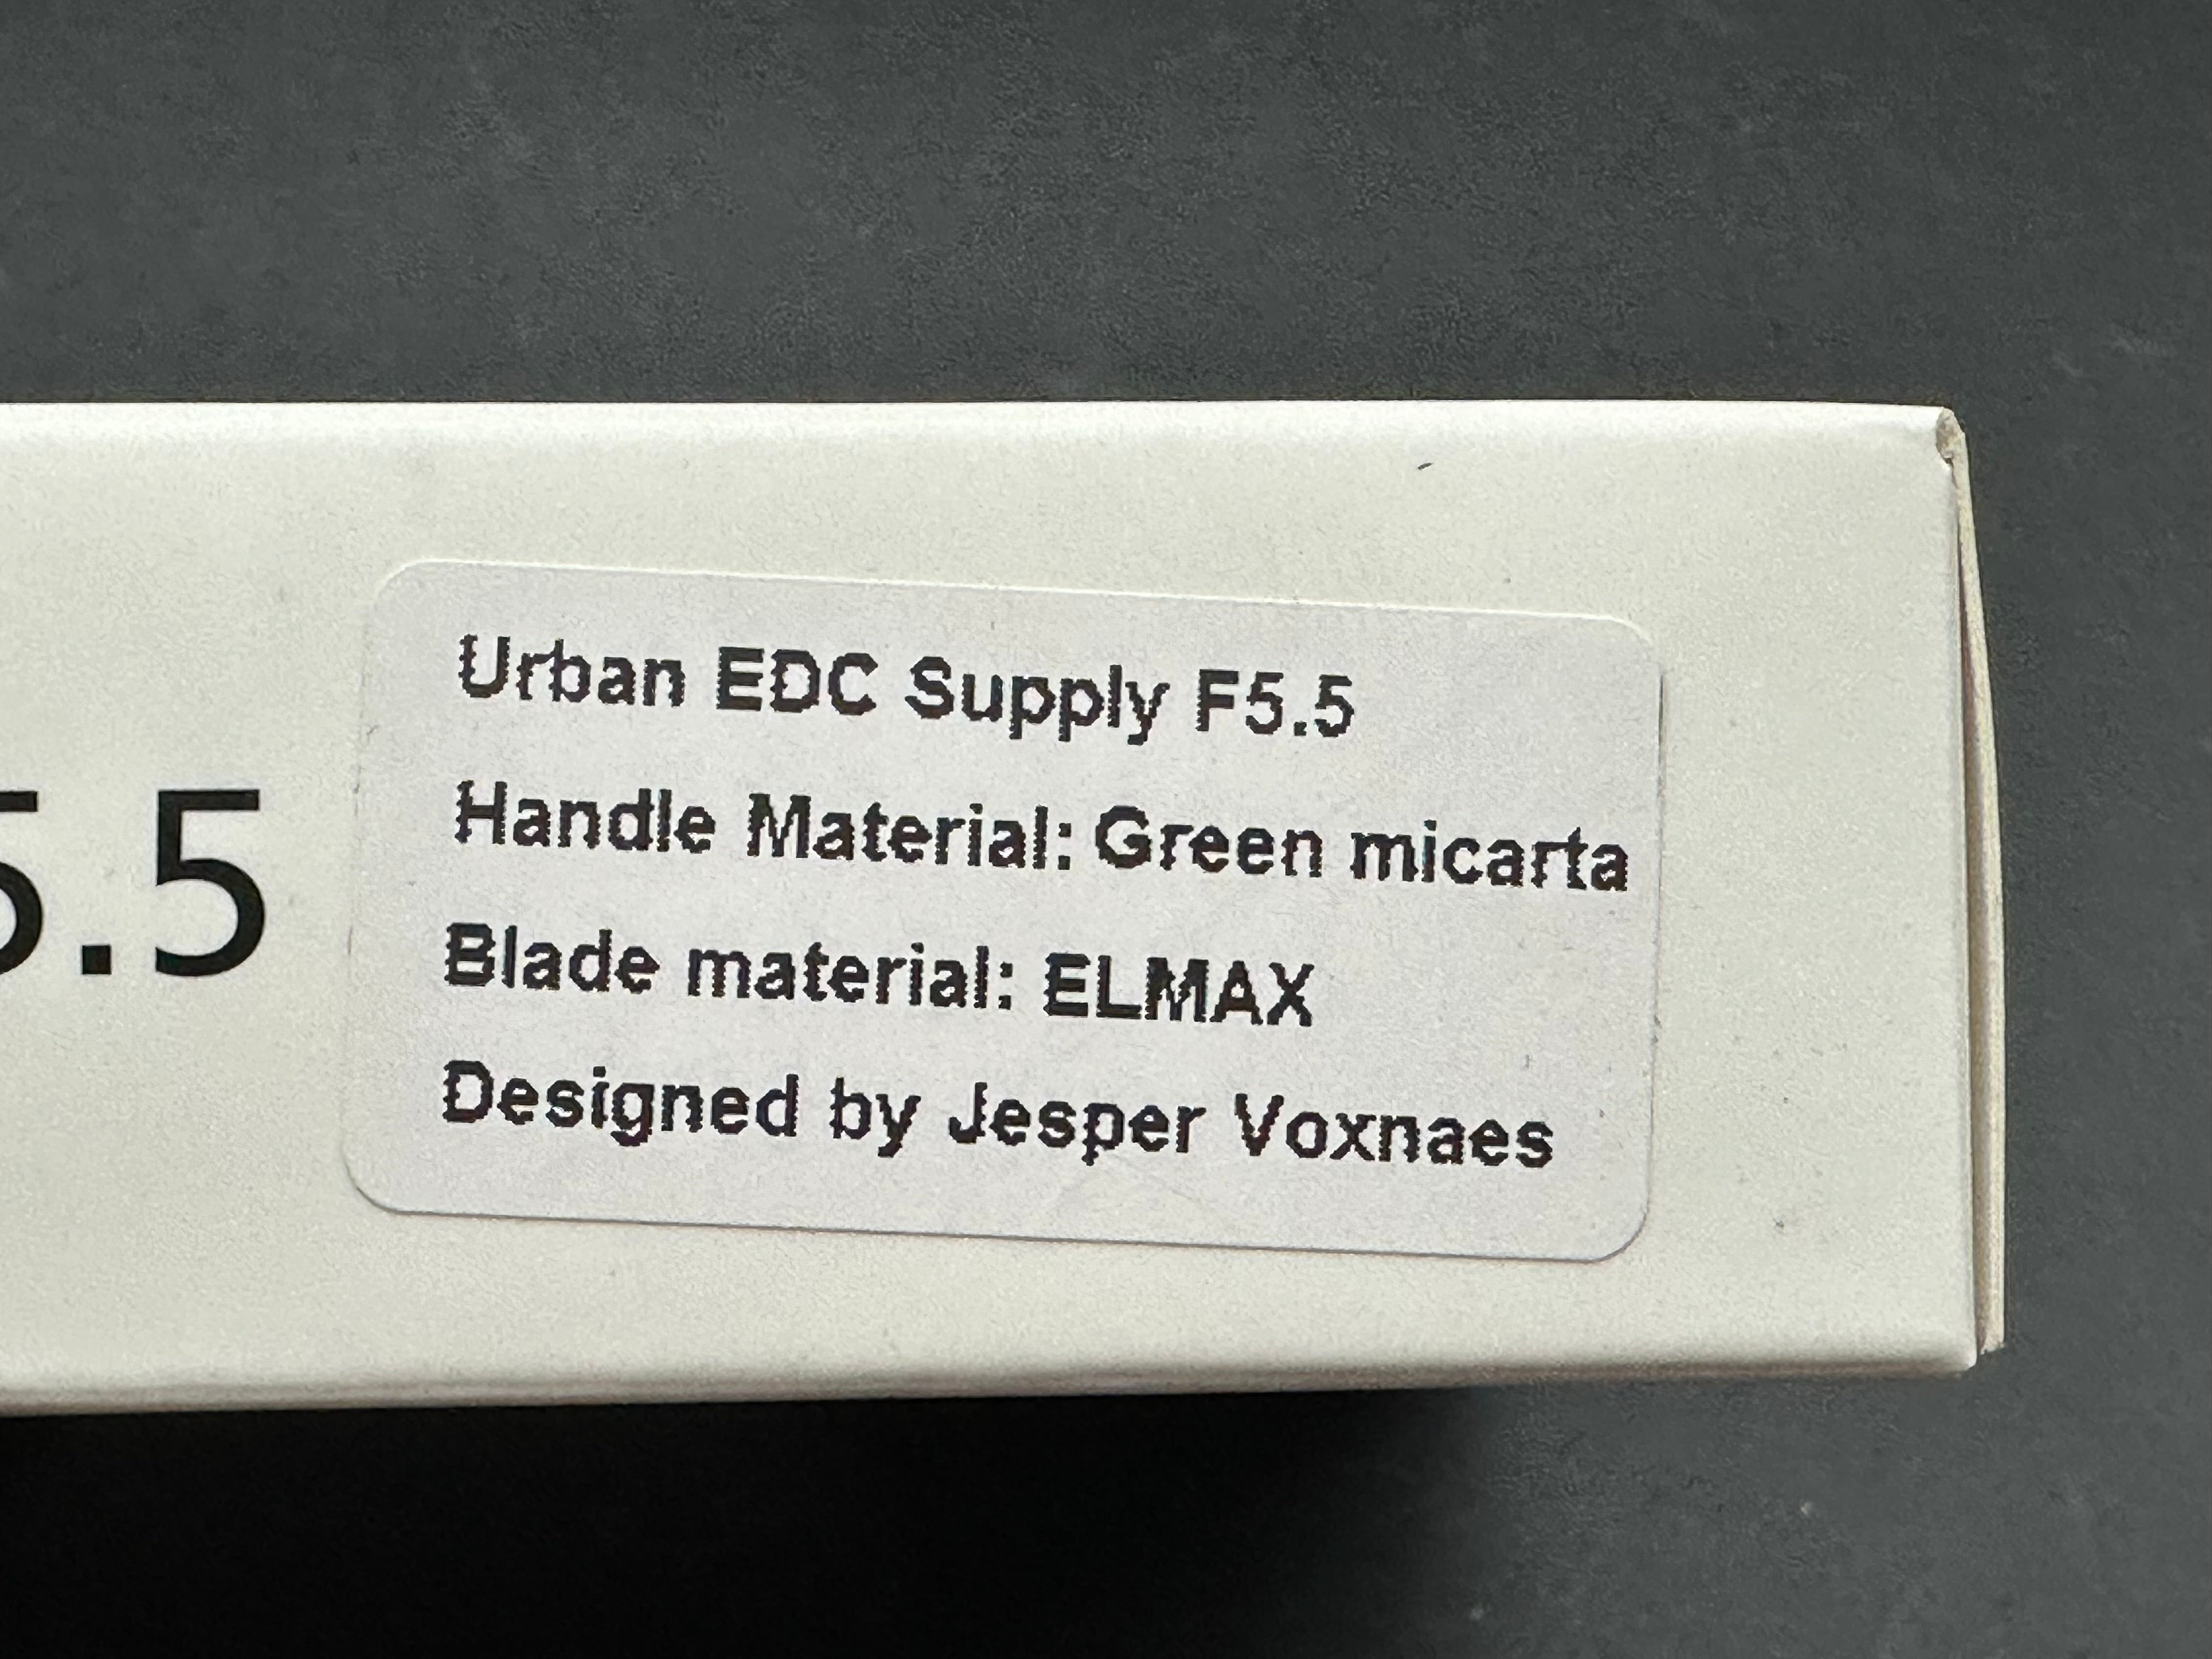 5.5
Urban EDC Supply F5.5
Handle Material: Green micarta
Blade material: ELMAX
Designed by Jesper Voxnaes